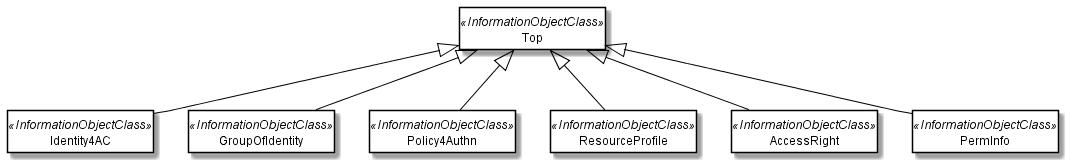 «InformationObjectClass»
Top
«InformationObjectClass»
Identity4AC
«InformationObjectClass»
GroupOfIdentity
«InformationObjectClass»
Policy4Authn
«InformationObjectClass»
ResourceProfile
«InformationObjectClass»
AccessRight
«InformationObjectClass»
PermInfo